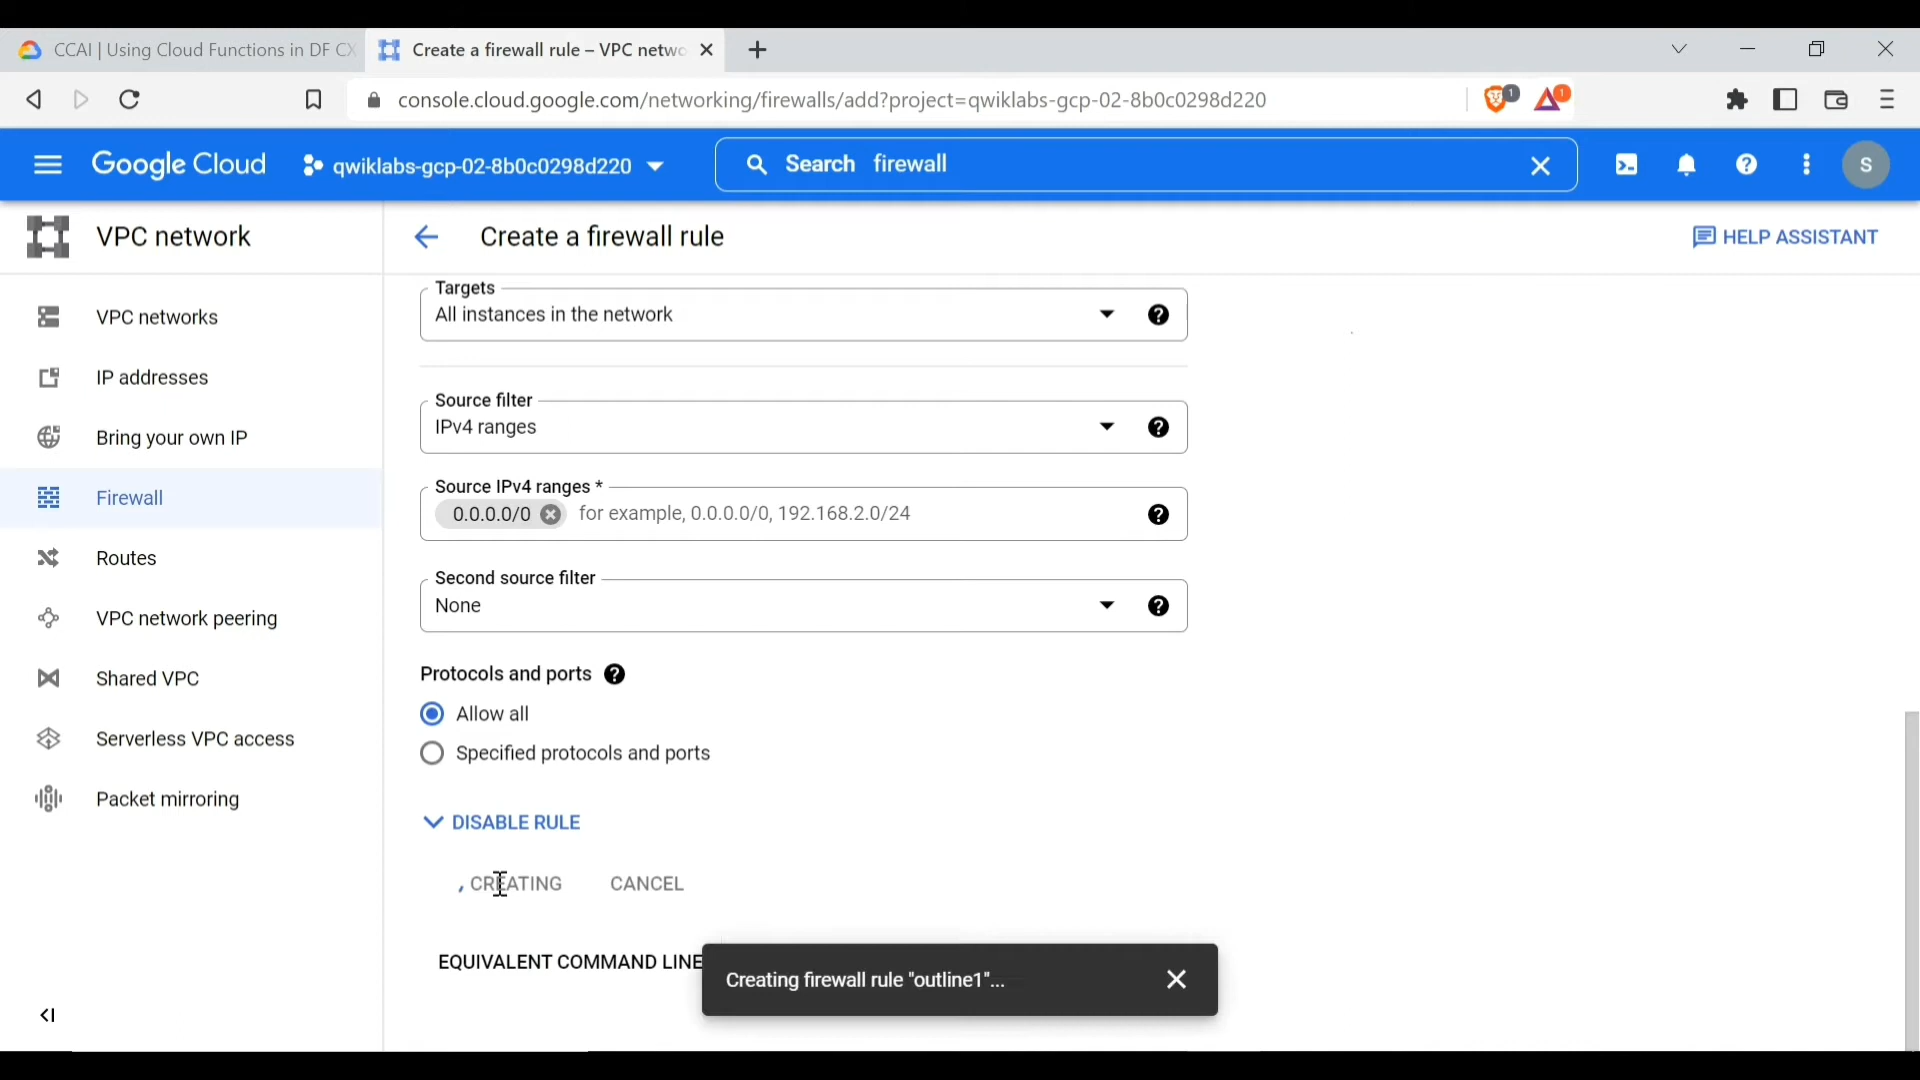 CCAI | Using Cloud Functions in DF CX
Create a firewall rule – VPC netwo
console.cloud.google.com/networking/firewalls/add?project=qwiklabs-gcp-02-8b0c0298d220
1
1
Google Cloud
qwiklabs-gcp-02-8b0c0298d220
Search firewall
S
VPC network
Create a firewall rule
HELP ASSISTANT
VPC networks
IP addresses
Bring your own IP
Firewall
Routes
VPC network peering
Shared VPC
Serverless VPC access
Packet mirroring
Targets
All instances in the network
Source filter
IPv4 ranges
Source IPv4 ranges *
0.0.0.0/0 for example, 0.0.0.0/0, 192.168.2.0/24
Second source filter
None
Protocols and ports
Allow all
Specified protocols and ports
DISABLE RULE
CREATING CANCEL
EQUIVALENT COMMAND LINE
Creating firewall rule "outline1"...